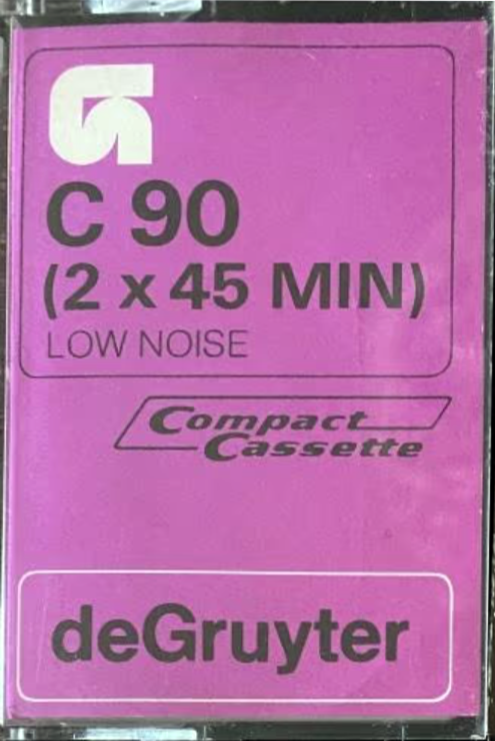 C 90
(2 x 45 MIN)
LOW NOISE
Compact
Cassette
deGruyter